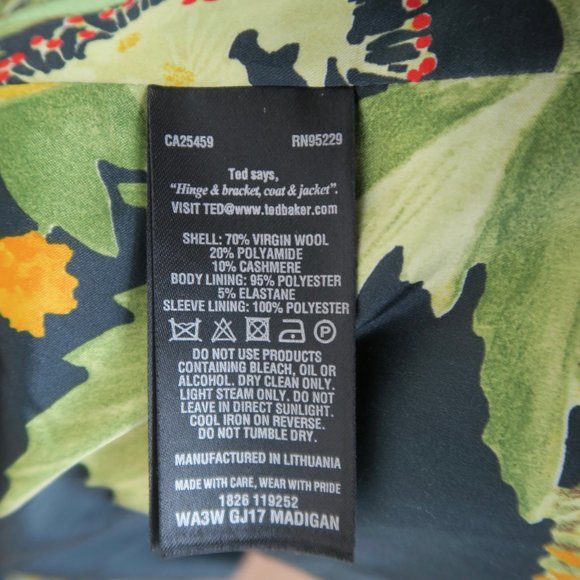 CA25459 RN95229
Ted says,
"Hinge & bracket, coat & jacket".
VISIT TED@www.tedbaker.com
SHELL: 70% VIRGIN WOOL
20% POLYAMIDE
10% CASHMERE
BODY LINING: 95% POLYESTER
5% ELASTANE
SLEEVE LINING: 100% POLYESTER
P
DO NOT USE PRODUCTS
CONTAINING BLEACH, OIL OR
ALCOHOL. DRY CLEAN ONLY.
LIGHT STEAM ONLY. DO NOT
LEAVE IN DIRECT SUNLIGHT.
COOL IRON ON REVERSE.
DO NOT TUMBLE DRY.
MANUFACTURED IN LITHUANIA
MADE WITH CARE, WEAR WITH PRIDE
1826 119252
WA3W GJ17 MADIGAN